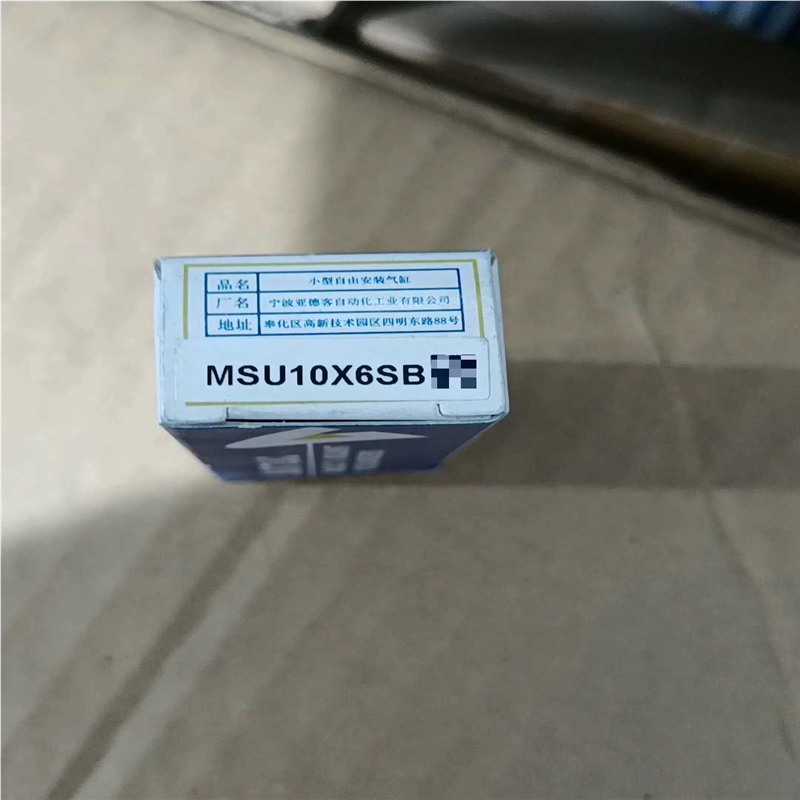 品名 小型自由安装气缸
厂名 宁波亚德客自动化工业有限公司
地址 奉化区高新技术园区四明东路88号
MSU10X6SB